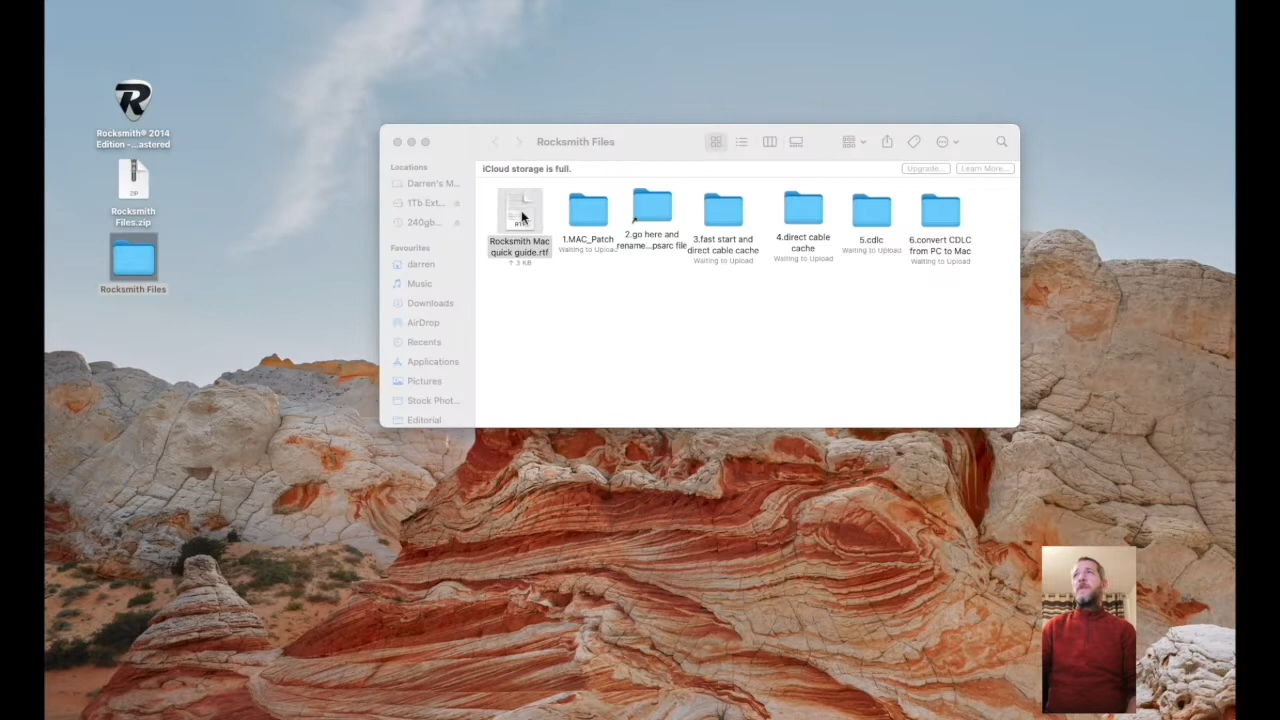 Rocksmith® 2014
Edition -...astered
ZIP
Rocksmith
Files.zip
Rocksmith Files
Rocksmith Files
iCloud storage is full.
Upgrade...
Learn More...
Locations
Darren's M...
1Tb Ext...
240gb...
Favourites
darren
Music
Downloads
AirDrop
Recents
Applications
Pictures
Stock Phot...
Editorial
RTF
Rocksmith Mac
quick guide.rtf
↑ 3 KB
1.MAC_Patch
Waiting to Upload
2.go here and
rename...psarc file
3.fast start and
direct cable cache
Waiting to Upload
4.direct cable
cache
Waiting to Upload
5.cdlc
Waiting to Upload
6.convert CDLC
from PC to Mac
Waiting to Upload